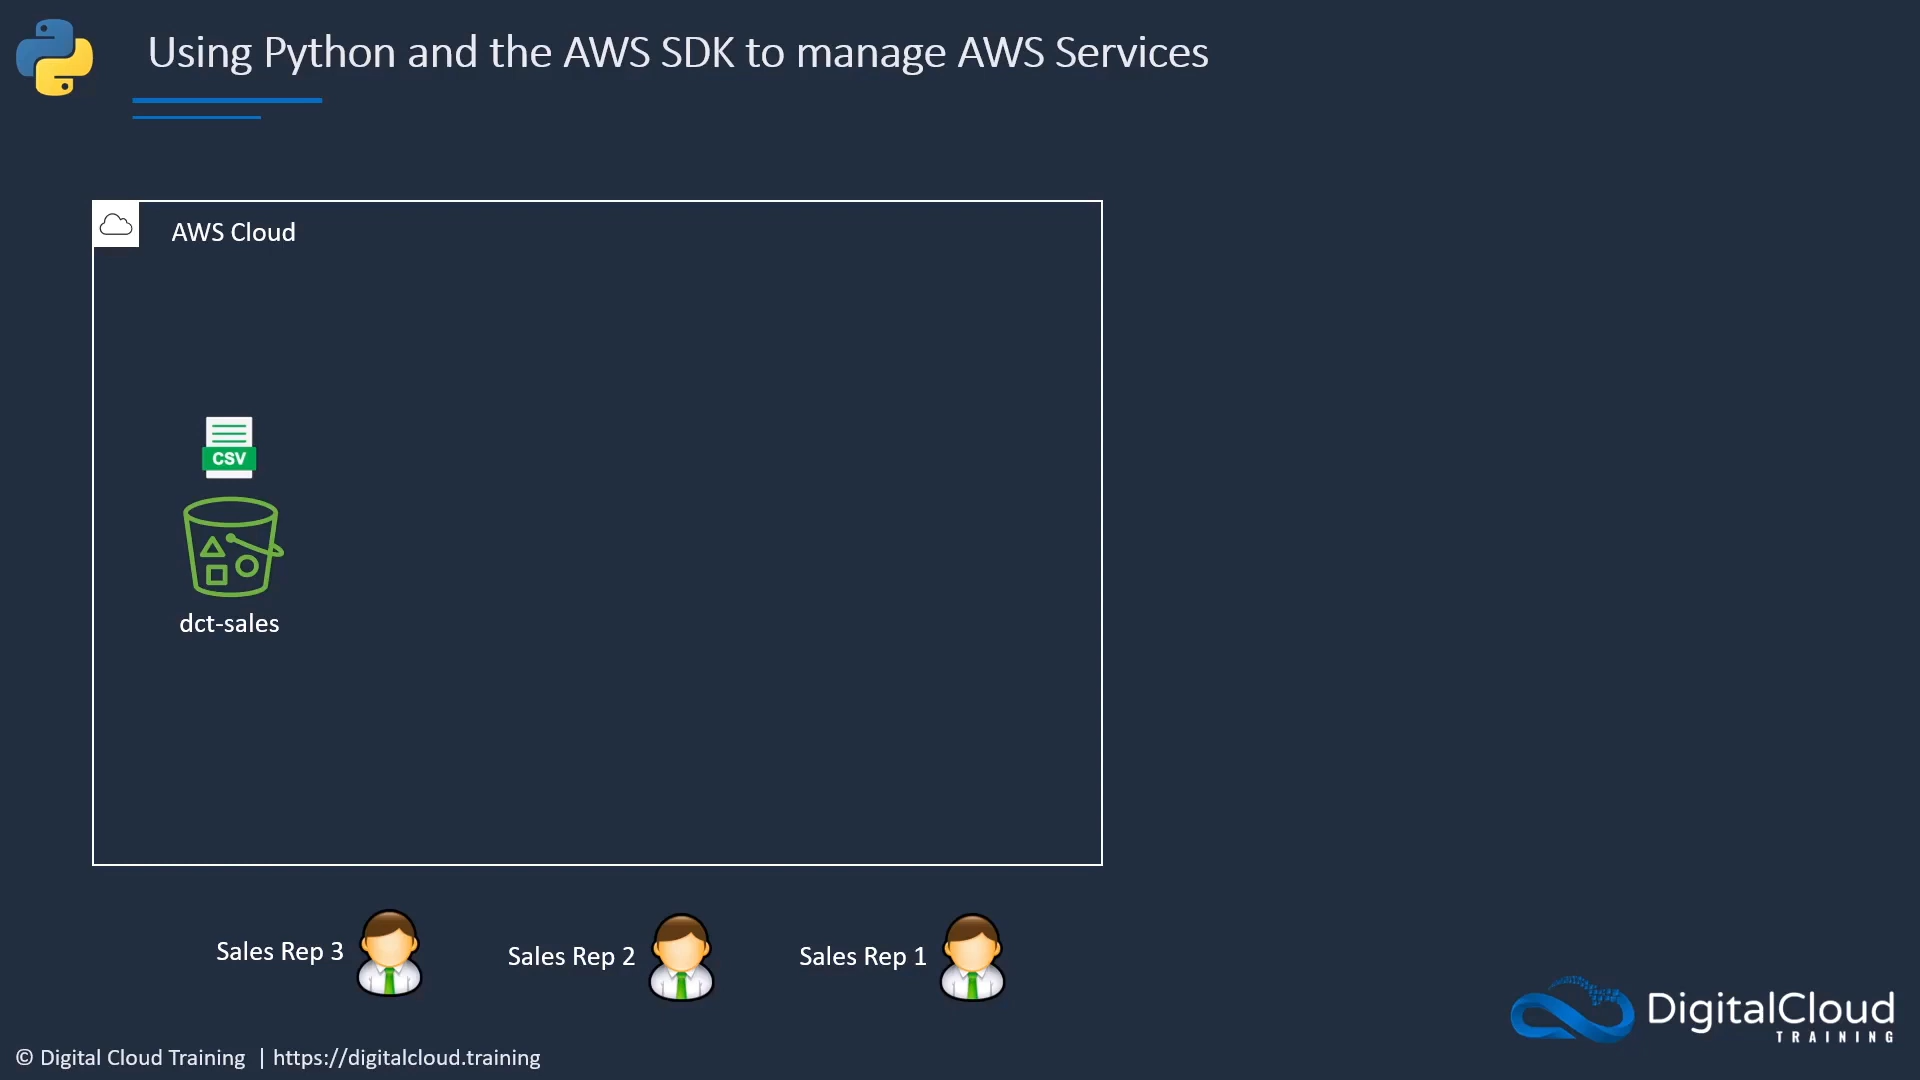 Using Python and the AWS SDK to manage AWS Services
AWS Cloud
CSV
dct-sales
Sales Rep 3
Sales Rep 2
Sales Rep 1
DigitalCloud
TRAINING
© Digital Cloud Training | https://digitalcloud.training